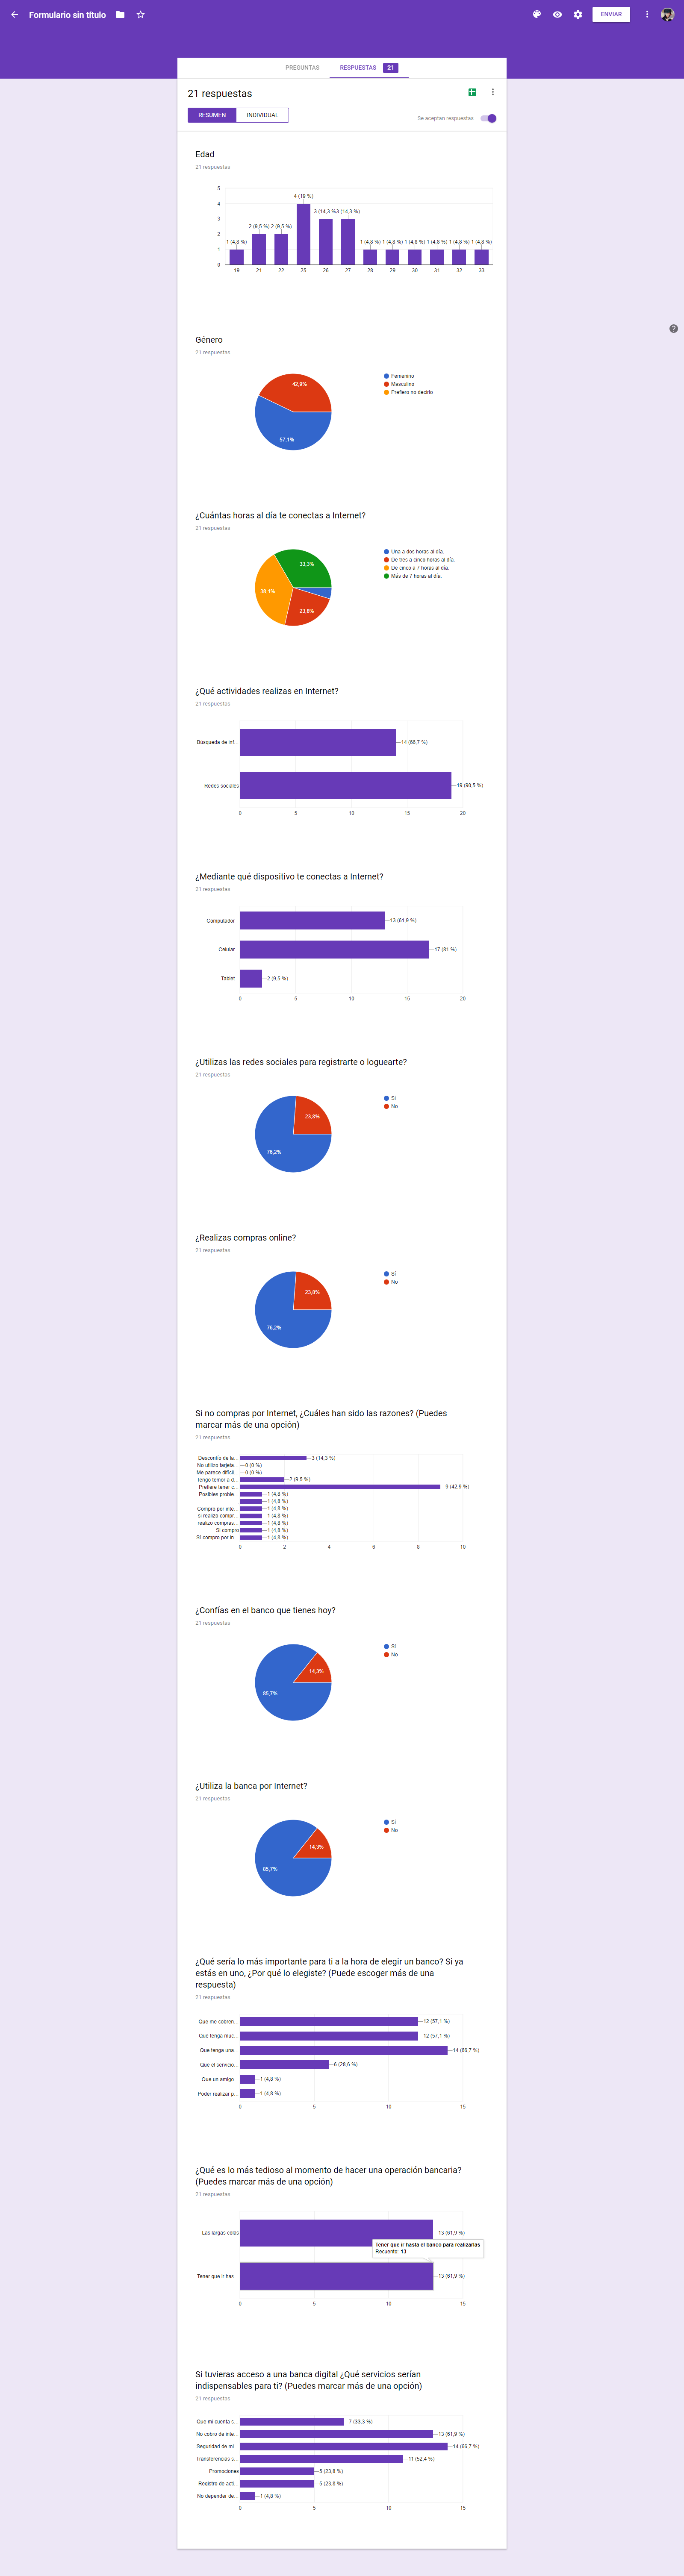 Formulario sin título
ENVIAR
PREGUNTAS
RESPUESTAS 21
21 respuestas
RESUMEN
INDIVIDUAL
Se aceptan respuestas
Edad
21 respuestas
5
4
3
2
1
0
1 (4,8 %)
2 (9,5 %)
2 (9,5 %)
4 (19 %)
3 (14,3 %)
3 (14,3 %)
1 (4,8 %)
1 (4,8 %)
1 (4,8 %)
1 (4,8 %)
1 (4,8 %)
1 (4,8 %)
19 21 22 25 26 27 28 29 30 31 32 33
Género
21 respuestas
42,9%
57,1%
Femenino
Masculino
Prefiero no decirlo
¿Cuántas horas al día te conectas a Internet?
21 respuestas
33,3%
38,1%
23,8%
Una a dos horas al día.
De tres a cinco horas al día.
De cinco a 7 horas al día.
Más de 7 horas al día.
¿Qué actividades realizas en Internet?
21 respuestas
Búsqueda de inf...
14 (66,7 %)
Redes sociales
19 (90,5 %)
0 5 10 15 20
¿Mediante qué dispositivo te conectas a Internet?
21 respuestas
Computador
13 (61,9 %)
Celular
17 (81 %)
Tablet
2 (9,5 %)
0 5 10 15 20
¿Utilizas las redes sociales para registrarte o loguearte?
21 respuestas
23,8%
76,2%
Sí
No
¿Realizas compras online?
21 respuestas
23,8%
76,2%
Sí
No
Si no compras por Internet, ¿Cuáles han sido las razones? (Puedes
marcar más de una opción)
21 respuestas
Desconfío de la...
3 (14,3 %)
No utilizo tarjeta...
0 (0 %)
Me parece difícil...
0 (0 %)
Tengo temor a d...
2 (9,5 %)
Prefiere tener c...
9 (42,9 %)
Posibles proble...
1 (4,8 %)
1 (4,8 %)
Compro por inte...
1 (4,8 %)
si realizo compr...
1 (4,8 %)
realizo compras...
1 (4,8 %)
Si compro
1 (4,8 %)
Sí compro por in...
1 (4,8 %)
0 2 4 6 8 10
¿Confías en el banco que tienes hoy?
21 respuestas
14,3%
85,7%
Sí
No
¿Utiliza la banca por Internet?
21 respuestas
14,3%
85,7%
Sí
No
¿Qué sería lo más importante para ti a la hora de elegir un banco? Si ya
estás en uno, ¿Por qué lo elegiste? (Puede escoger más de una
respuesta)
21 respuestas
Que me cobren...
12 (57,1 %)
Que tenga muc...
12 (57,1 %)
Que tenga una...
14 (66,7 %)
Que el servicio...
6 (28,6 %)
Que un amigo...
1 (4,8 %)
Poder realizar p...
1 (4,8 %)
0 5 10 15
¿Qué es lo más tedioso al momento de hacer una operación bancaria?
(Puedes marcar más de una opción)
21 respuestas
Las largas colas
13 (61,9 %)
Tener que ir hasta el banco para realizarlas
Recuento: 13
Tener que ir has...
13 (61,9 %)
0 5 10 15
Si tuvieras acceso a una banca digital ¿Qué servicios serían
indispensables para ti? (Puedes marcar más de una opción)
21 respuestas
Que mi cuenta s...
7 (33,3 %)
No cobro de inte...
13 (61,9 %)
Seguridad de mi...
14 (66,7 %)
Transferencias s...
11 (52,4 %)
Promociones
5 (23,8 %)
Registro de acti...
5 (23,8 %)
No depender de...
1 (4,8 %)
0 5 10 15